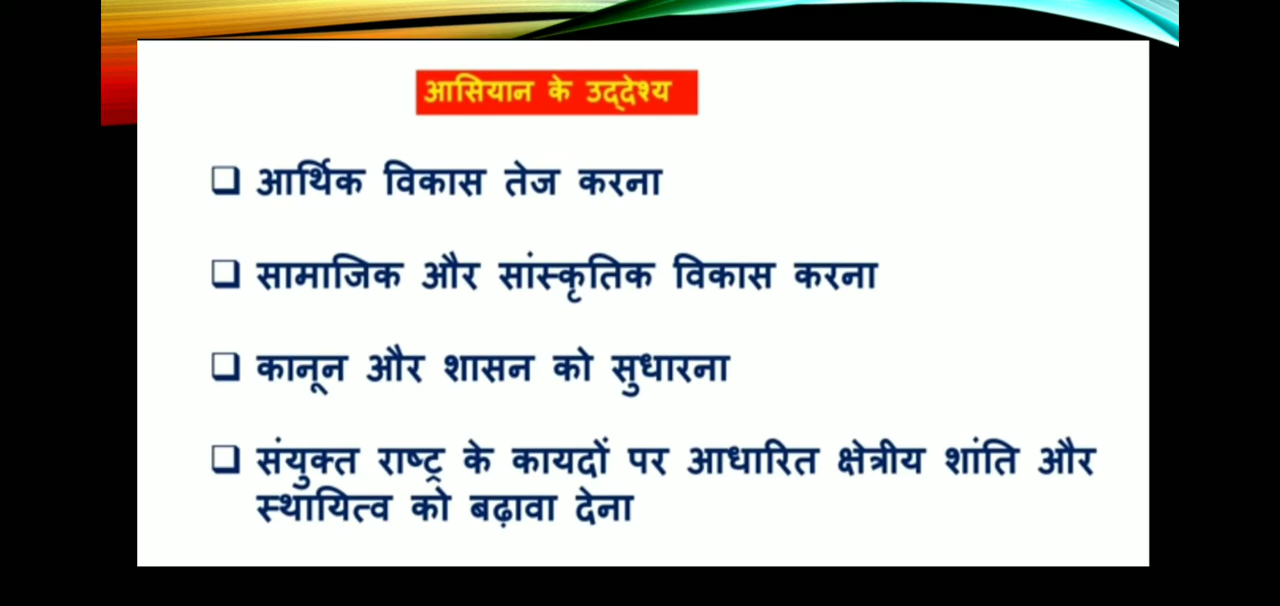 आसियान के उद्देश्य
❑ आर्थिक विकास तेज करना
❑ सामाजिक और सांस्कृतिक विकास करना
❑ कानून और शासन को सुधारना
❑ संयुक्त राष्ट्र के कायदों पर आधारित क्षेत्रीय शांति और
स्थायित्व को बढ़ावा देना